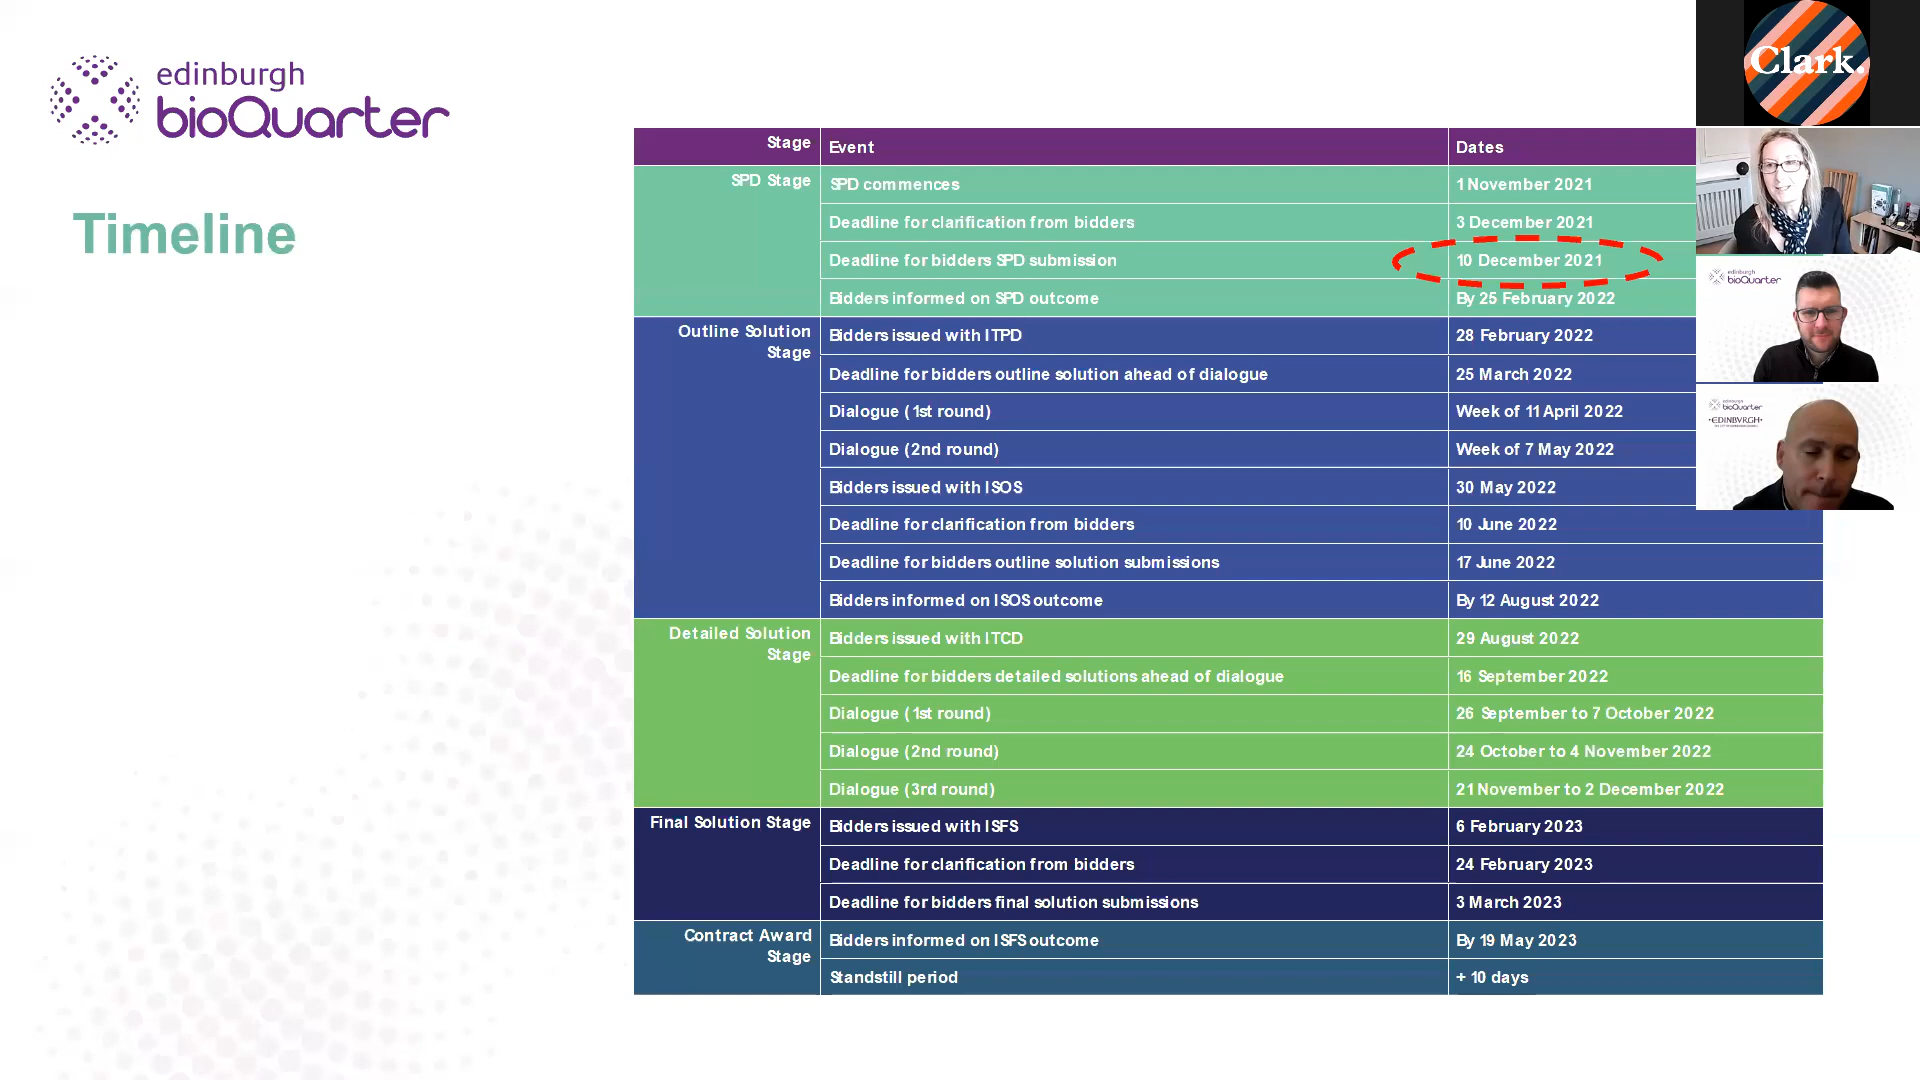 edinburgh
bioQuarter
Timeline
Stage Event Dates
SPD Stage SPD commences 1 November 2021
Deadline for clarification from bidders 3 December 2021
Deadline for bidders SPD submission 10 December 2021
Bidders informed on SPD outcome By 25 February 2022
Outline Solution Stage Bidders issued with ITPD 28 February 2022
Deadline for bidders outline solution ahead of dialogue 25 March 2022
Dialogue (1st round) Week of 11 April 2022
Dialogue (2nd round) Week of 7 May 2022
Bidders issued with ISOS 30 May 2022
Deadline for clarification from bidders 10 June 2022
Deadline for bidders outline solution submissions 17 June 2022
Bidders informed on ISOS outcome By 12 August 2022
Detailed Solution Stage Bidders issued with ITCD 29 August 2022
Deadline for bidders detailed solutions ahead of dialogue 16 September 2022
Dialogue (1st round) 26 September to 7 October 2022
Dialogue (2nd round) 24 October to 4 November 2022
Dialogue (3rd round) 21 November to 2 December 2022
Final Solution Stage Bidders issued with ISFS 6 February 2023
Deadline for clarification from bidders 24 February 2023
Deadline for bidders final solution submissions 3 March 2023
Contract Award Stage Bidders informed on ISFS outcome By 19 May 2023
Standstill period + 10 days
Clark.
edinburgh
bioQuarter
edinburgh
bioQuarter
•EDINBVRGH•